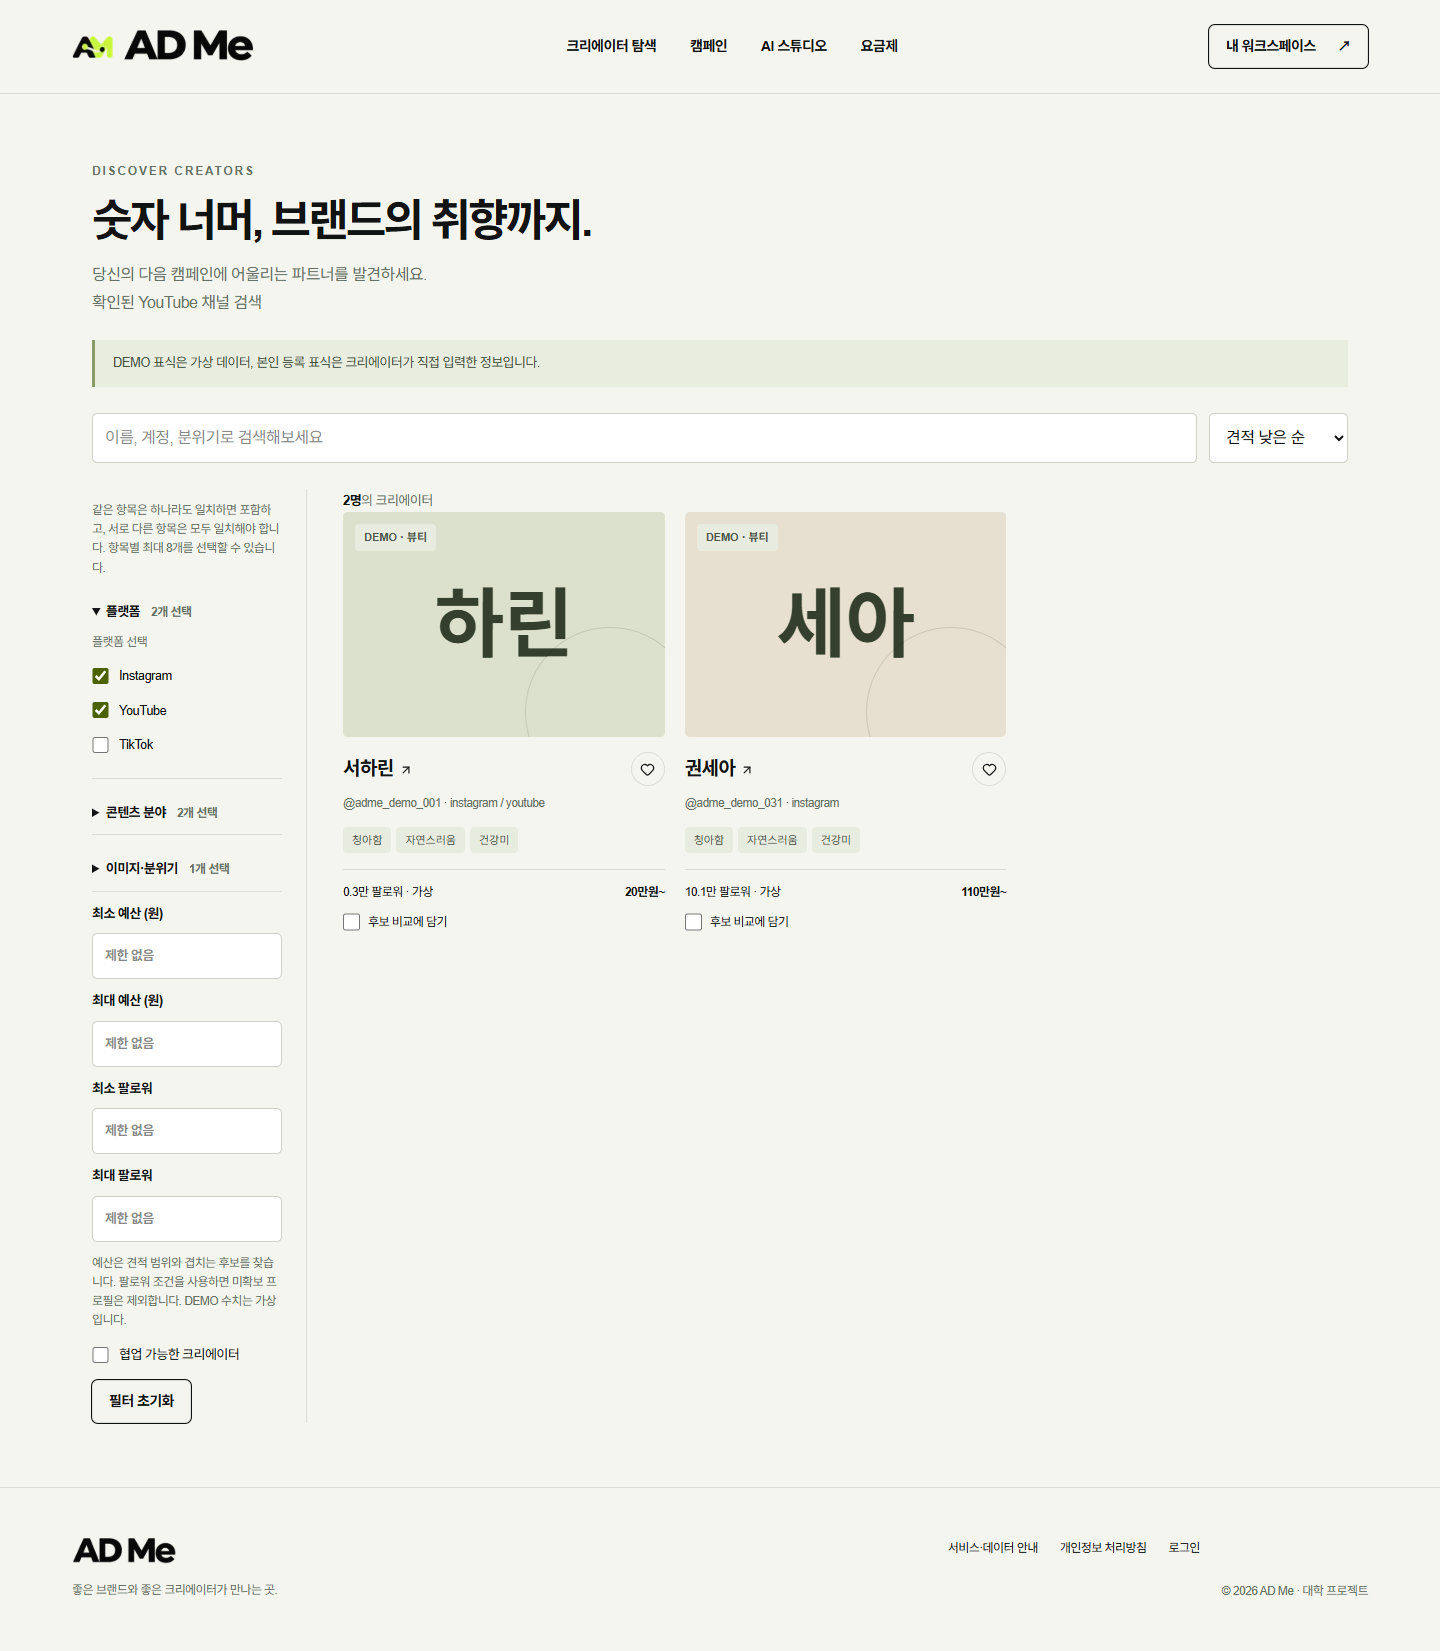 AM AD Me
크리에이터 탐색
캠페인
AI 스튜디오
요금제
내 워크스페이스 ↗
DISCOVER CREATORS
숫자 너머, 브랜드의 취향까지.
당신의 다음 캠페인에 어울리는 파트너를 발견하세요.
확인된 YouTube 채널 검색
DEMO 표식은 가상 데이터, 본인 등록 표식은 크리에이터가 직접 입력한 정보입니다.
이름, 계정, 분위기로 검색해보세요
견적 낮은 순
같은 항목은 하나라도 일치하면 포함하
고, 서로 다른 항목은 모두 일치해야 합니
다. 항목별 최대 8개를 선택할 수 있습니
다.
▼ 플랫폼 2개 선택
플랫폼 선택
Instagram
YouTube
TikTok
▶ 콘텐츠 분야 2개 선택
▶ 이미지·분위기 1개 선택
최소 예산 (원)
제한 없음
최대 예산 (원)
제한 없음
최소 팔로워
제한 없음
최대 팔로워
제한 없음
예산은 견적 범위와 겹치는 후보를 찾습
니다. 팔로워 조건을 사용하면 미확보 프
로필은 제외합니다. DEMO 수치는 가상
입니다.
협업 가능한 크리에이터
필터 초기화
2명의 크리에이터
DEMO · 뷰티
하린
서하린 ↗
@adme_demo_001 · instagram / youtube
청아함
자연스러움
건강미
0.3만 팔로워 · 가상
20만원~
후보 비교에 담기
DEMO · 뷰티
세아
권세아 ↗
@adme_demo_031 · instagram
청아함
자연스러움
건강미
10.1만 팔로워 · 가상
110만원~
후보 비교에 담기
AD Me
좋은 브랜드와 좋은 크리에이터가 만나는 곳.
서비스·데이터 안내
개인정보 처리방침
로그인
© 2026 AD Me · 대학 프로젝트